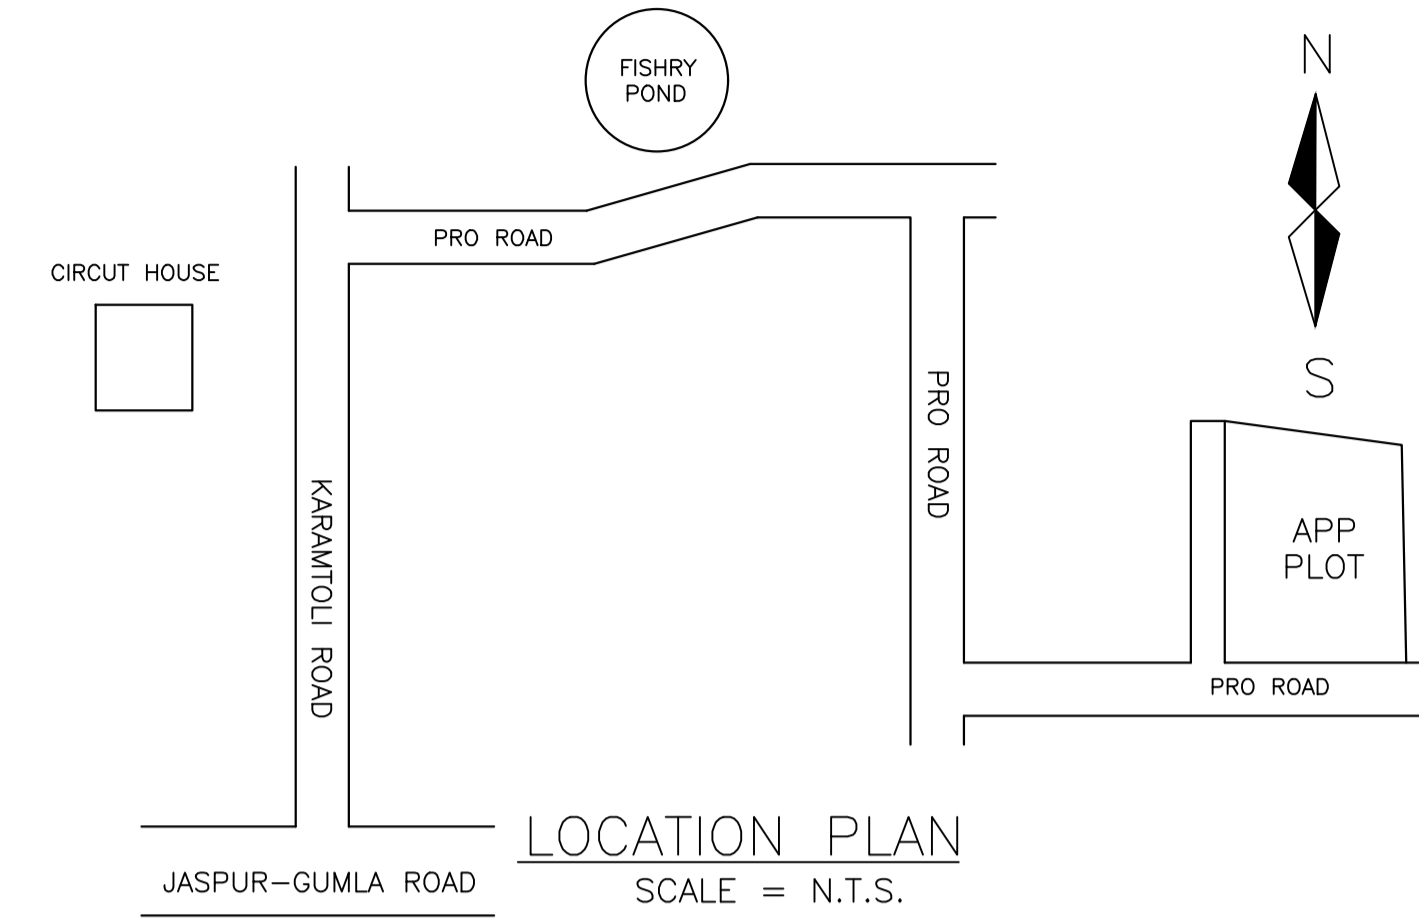 FISHRY
POND
N
PRO ROAD
CIRCUT HOUSE
S
PRO ROAD
KARAMTOLI ROAD
APP
PLOT
PRO ROAD
LOCATION PLAN
JASPUR-GUMLA ROAD
SCALE = N.T.S.